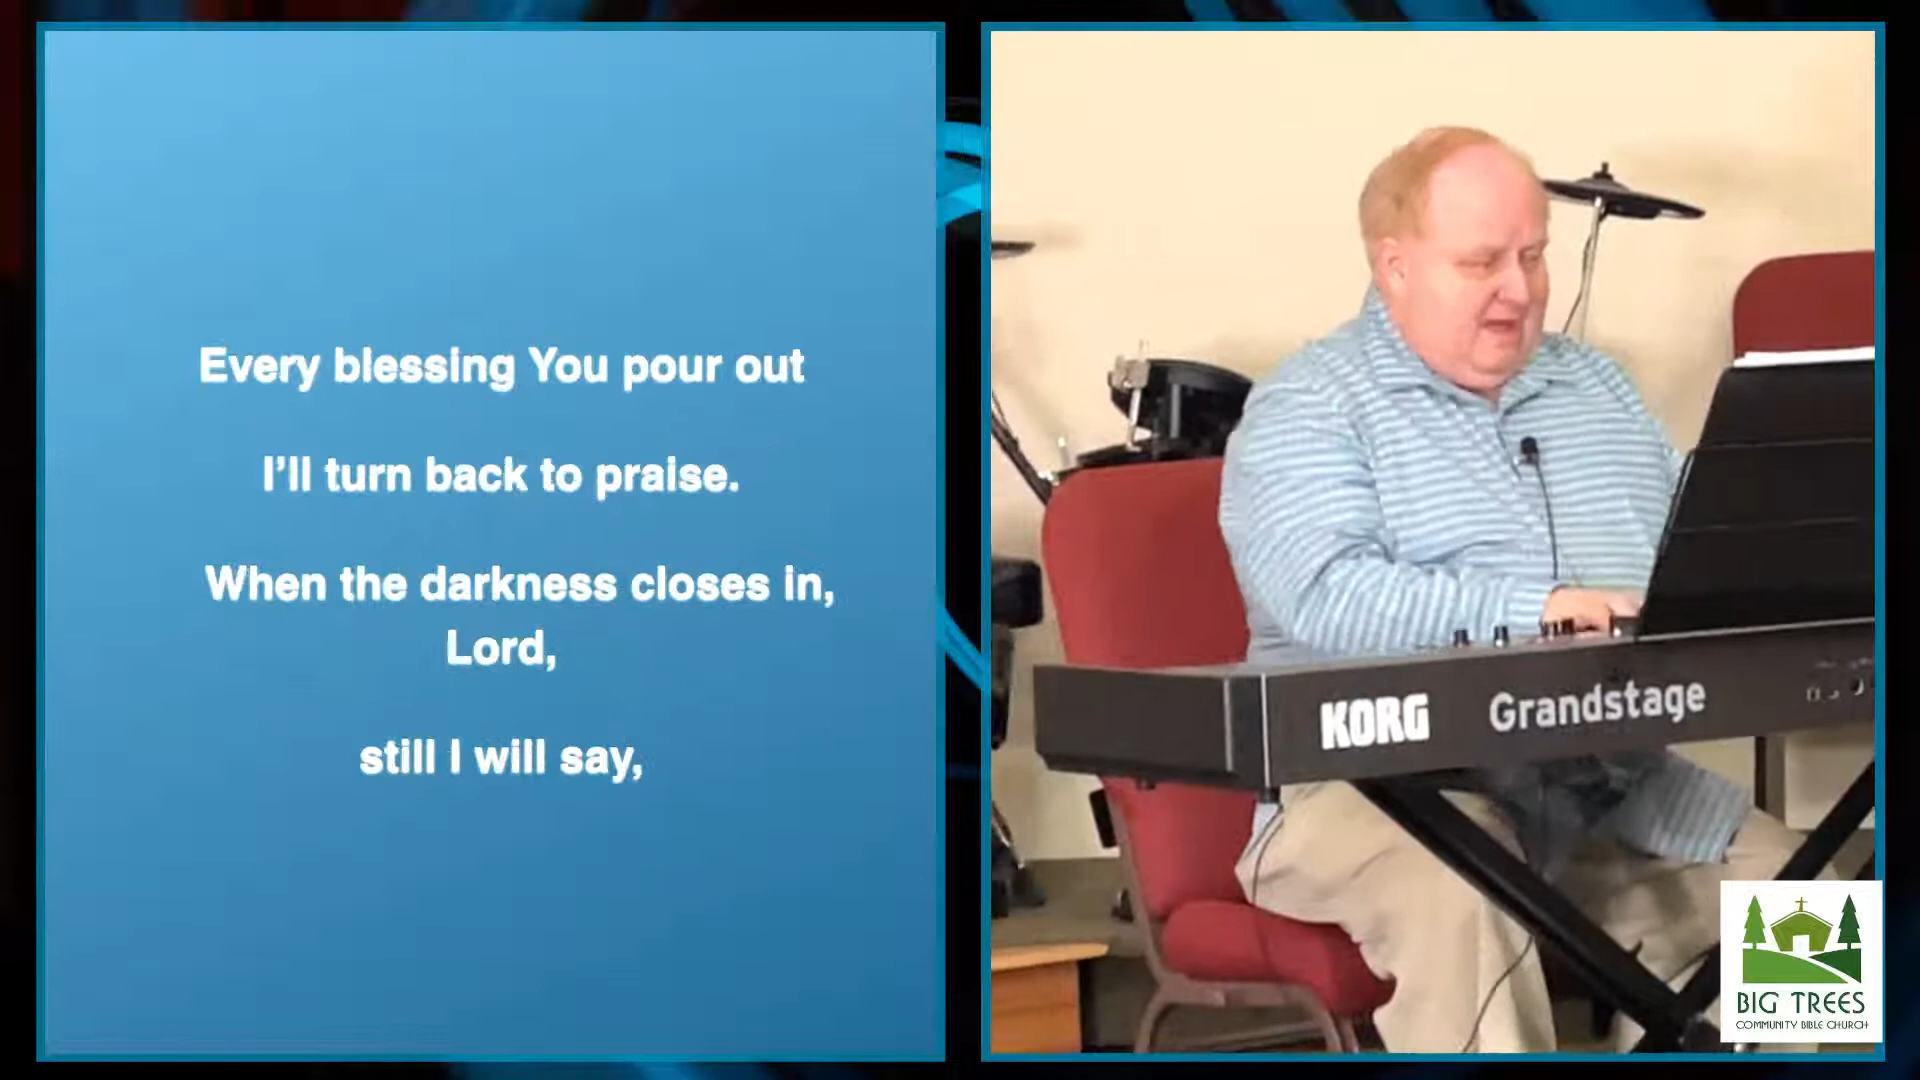 Every blessing You pour out
I'll turn back to praise.
When the darkness closes in,
Lord,
still I will say,
KORG Grandstage
BIG TREES
COMMUNITY BIBLE CHURCH